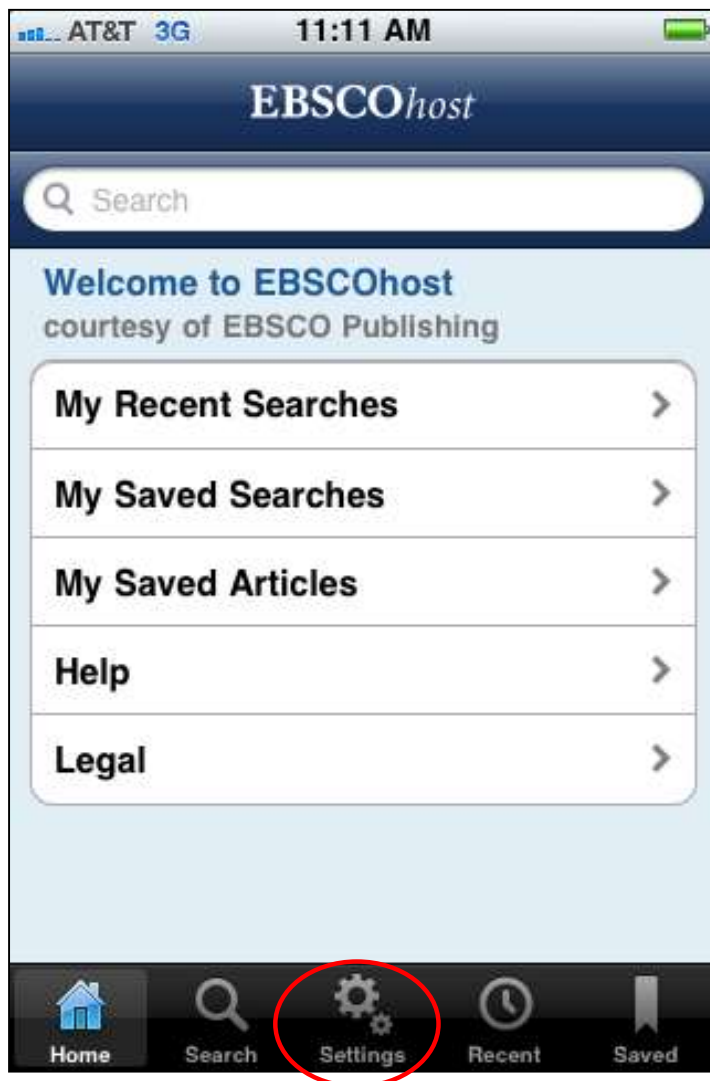 AT&T 3G 11:11 AM
EBSCOhost
Search
Welcome to EBSCOhost
courtesy of EBSCO Publishing
My Recent Searches
My Saved Searches
My Saved Articles
Help
Legal
Home Search Settings Recent Saved